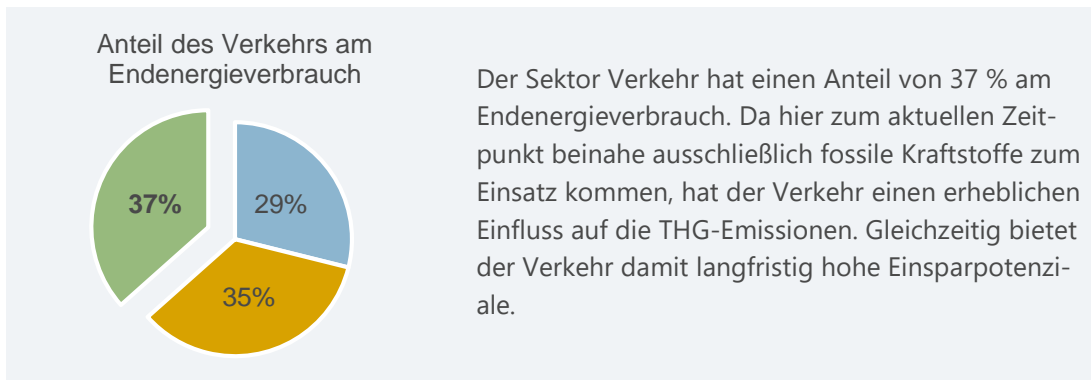 Anteil des Verkehrs am
Endenergieverbrauch
37%
29%
35%
Der Sektor Verkehr hat einen Anteil von 37 % am
Endenergieverbrauch. Da hier zum aktuellen Zeit-
punkt beinahe ausschließlich fossile Kraftstoffe zum
Einsatz kommen, hat der Verkehr einen erheblichen
Einfluss auf die THG-Emissionen. Gleichzeitig bietet
der Verkehr damit langfristig hohe Einsparpotenzi-
ale.